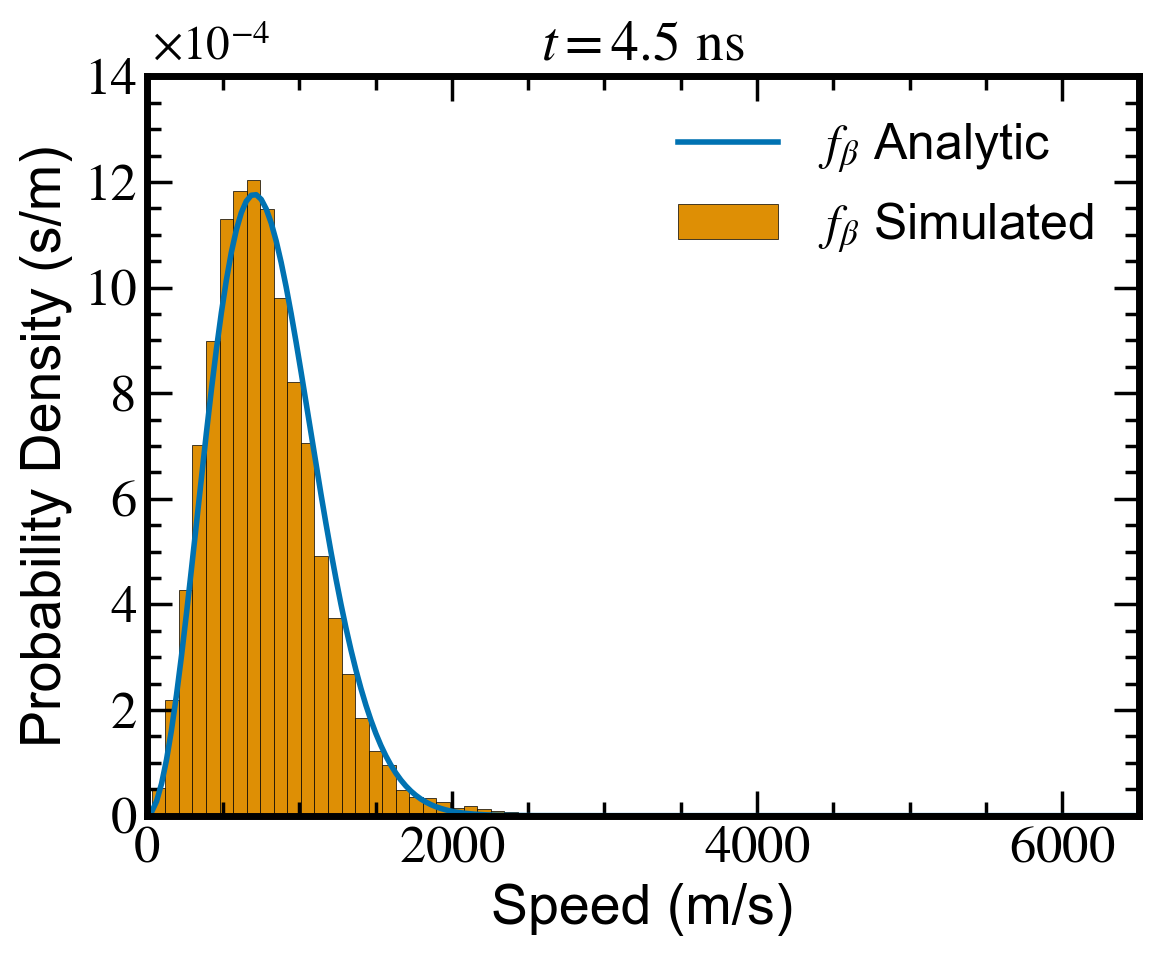 ×10⁻⁴
t = 4.5 ns
14
12
10
8
6
4
2
0
Probability Density (s/m)
f_β Analytic
f_β Simulated
0 2000 4000 6000
Speed (m/s)